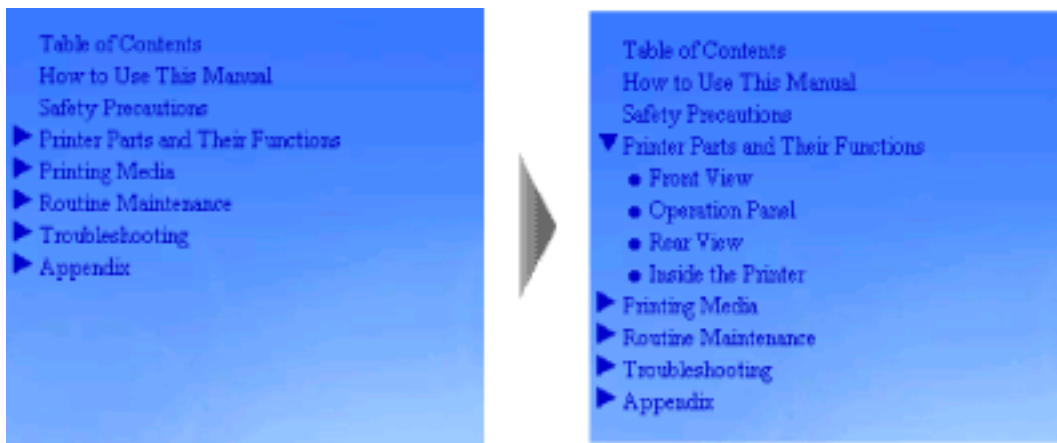 Table of Contents
How to Use This Manual
Safety Precautions
Printer Parts and Their Functions
Printing Media
Routine Maintenance
Troubleshooting
Appendix
Table of Contents
How to Use This Manual
Safety Precautions
Printer Parts and Their Functions
Front View
Operation Panel
Rear View
Inside the Printer
Printing Media
Routine Maintenance
Troubleshooting
Appendix